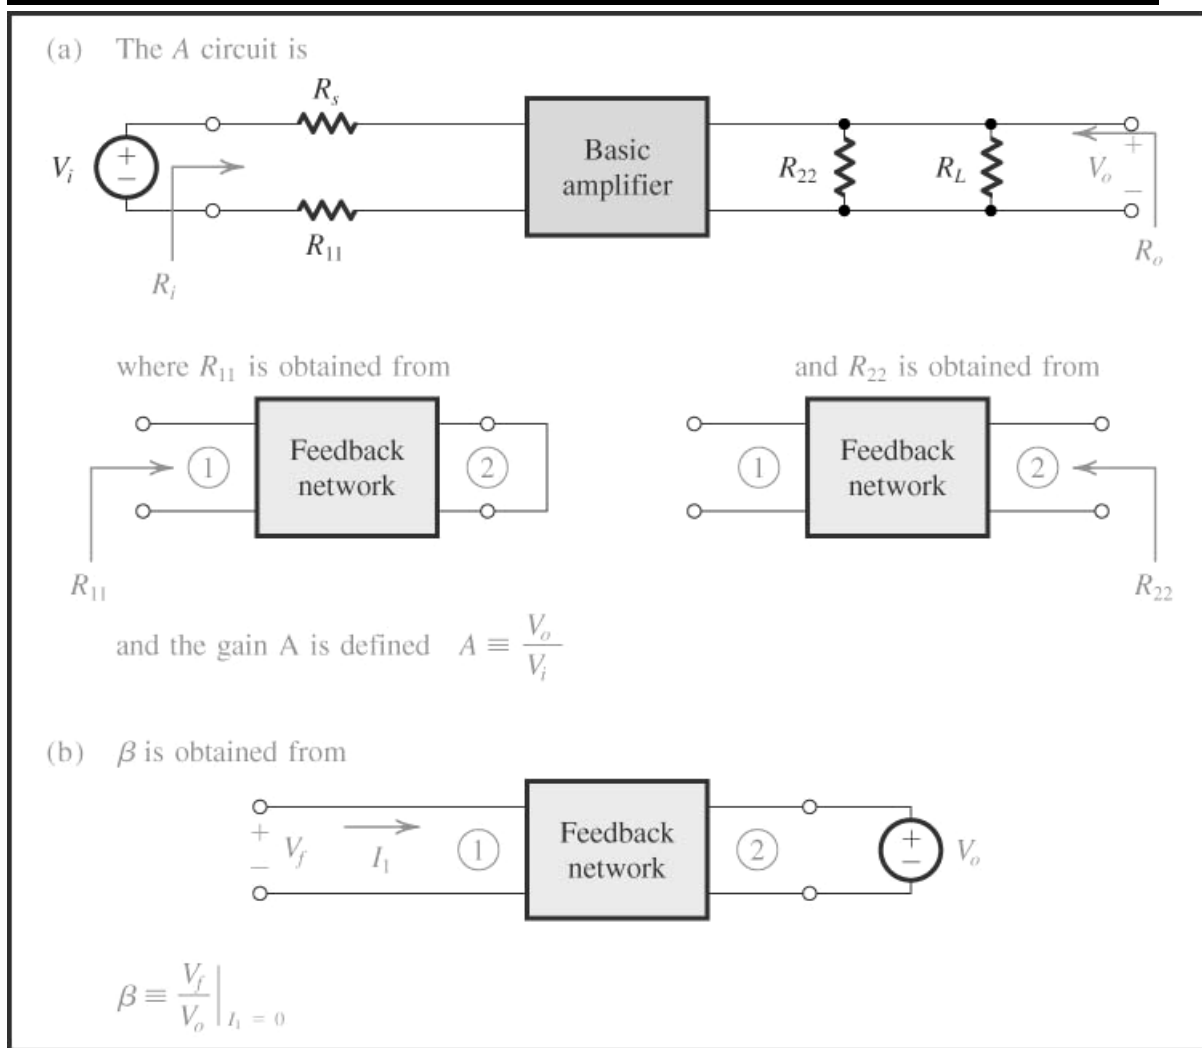 (a) The A circuit is
R_s
V_i
+
−
Basic
amplifier
R_22
R_L
+
V_o
−
R_11
R_i
R_o
where R_11 is obtained from
and R_22 is obtained from
1
Feedback
network
2
1
Feedback
network
2
R_11
R_22
and the gain A is defined A ≡ V_o / V_i
(b) β is obtained from
+
V_f
−
I_1
1
Feedback
network
2
+
−
V_o
β ≡ V_f / V_o |_{I_1 = 0}